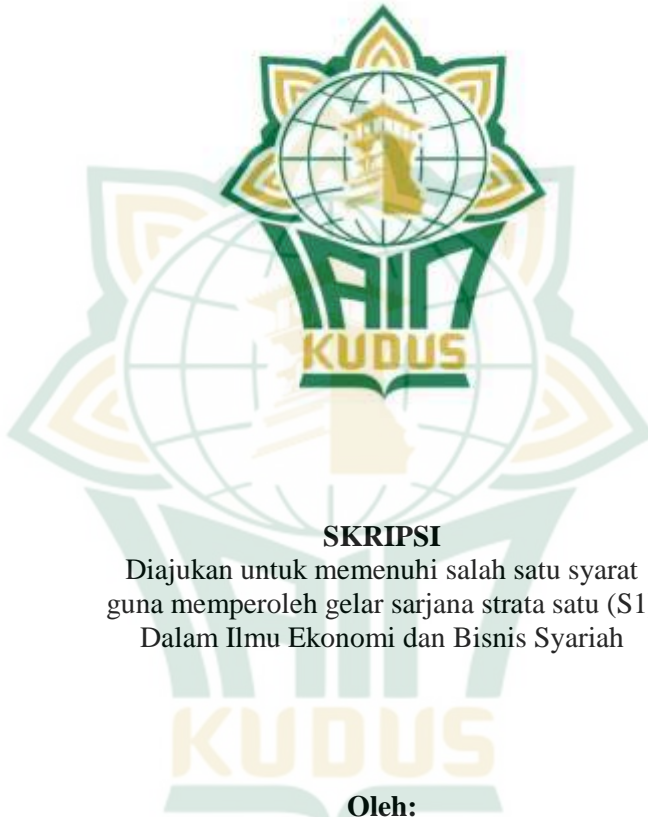 IAIN
KUDUS
SKRIPSI
Diajukan untuk memenuhi salah satu syarat
guna memperoleh gelar sarjana strata satu (S1
Dalam Ilmu Ekonomi dan Bisnis Syariah
KUDUS
Oleh: